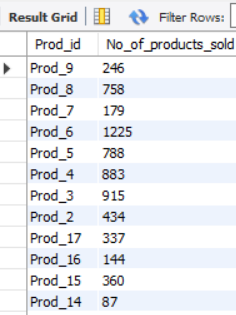 Result Grid Filter Rows:
Prod_id No_of_products_sold
Prod_9 246
Prod_8 758
Prod_7 179
Prod_6 1225
Prod_5 788
Prod_4 883
Prod_3 915
Prod_2 434
Prod_17 337
Prod_16 144
Prod_15 360
Prod_14 87